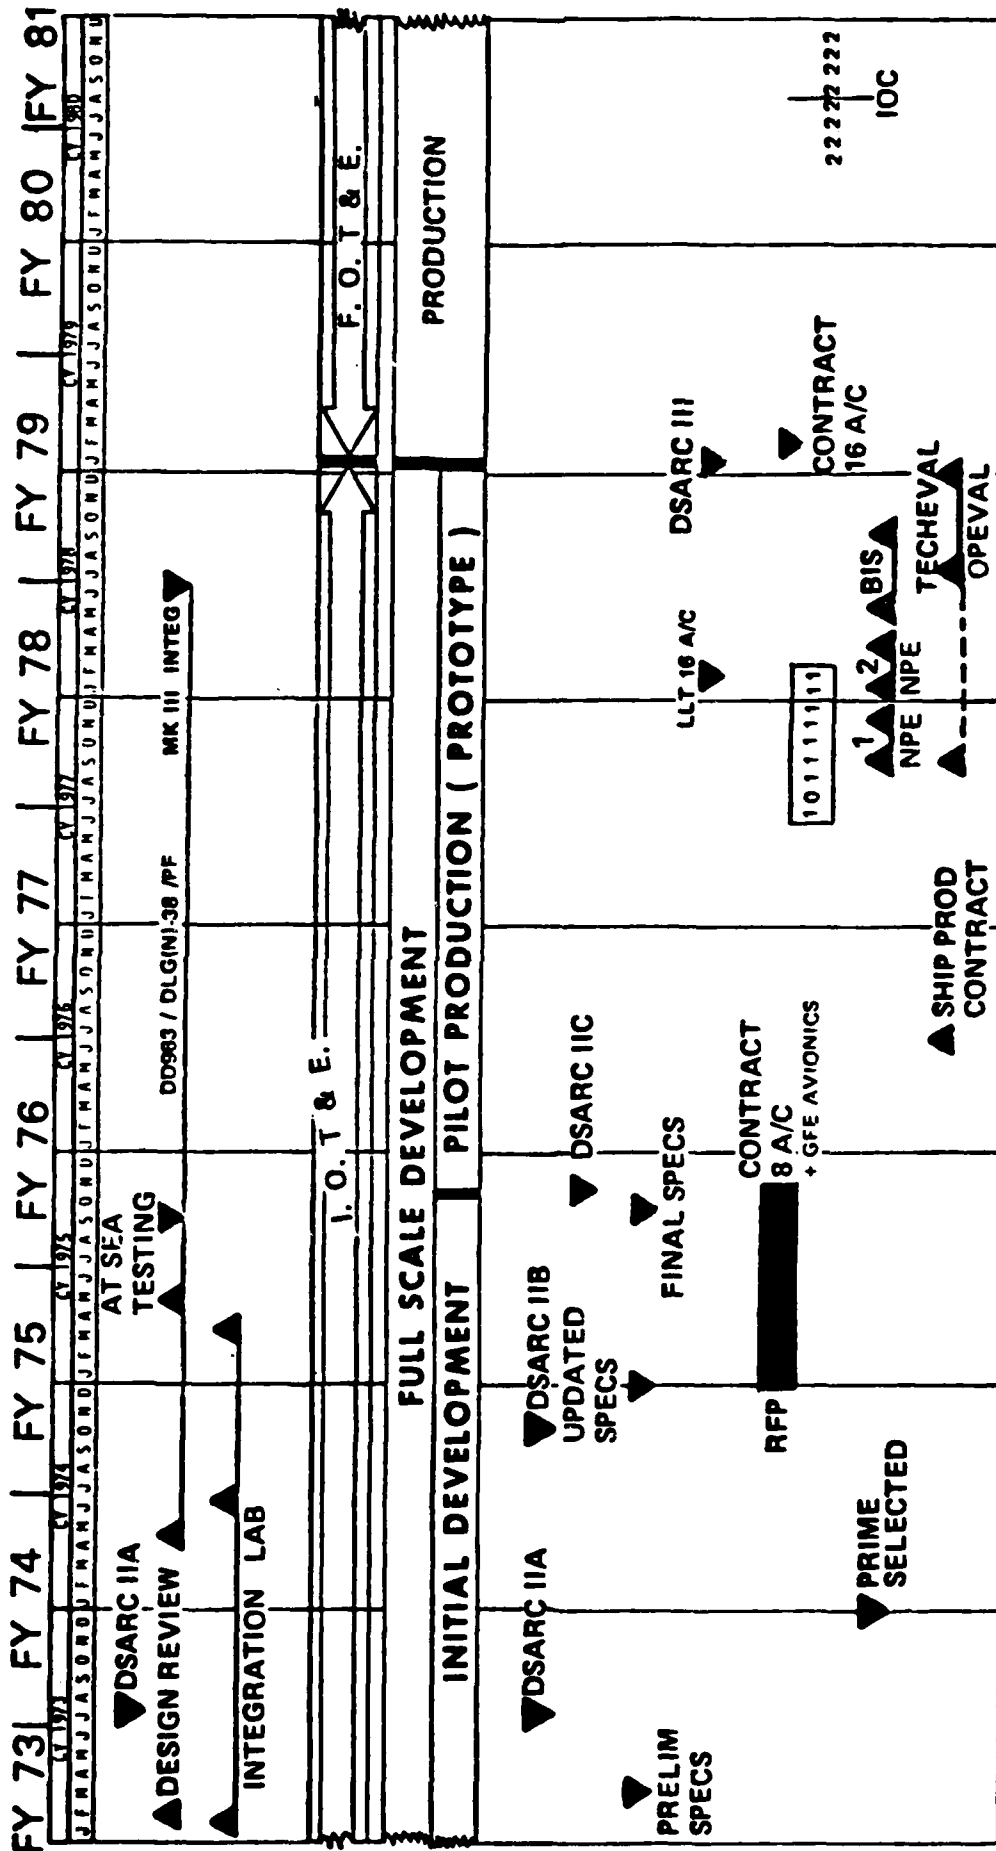 FY 73 | FY 74 | FY 75 | FY 76 | FY 77 | FY 78 | FY 79 | FY 80 | FY 81
CY 1973 CY 1974 CY 1975 CY 1976 CY 1977 CY 1978 CY 1979 CY 1980
J F M A M J J A S O N D J F M A M J J A S O N D J F M A M J J A S O N D J F M A M J J A S O N D J F M A M J J A S O N D J F M A M J J A S O N D J F M A M J J A S O N D J F M A M J J A S O N D
DSARC IIA
AT SEA
TESTING
DESIGN REVIEW
DD963 / DLG(N)-38 /PF
MK III INTEG
INTEGRATION LAB
I. O. T & E.
F. O. T & E.
FULL SCALE DEVELOPMENT
PRODUCTION
INITIAL DEVELOPMENT
PILOT PRODUCTION ( PROTOTYPE )
DSARC IIA
DSARC IIB
UPDATED
SPECS
DSARC IIC
PRELIM
SPECS
FINAL SPECS
LLT 16 A/C
DSARC III
RFP
CONTRACT
8 A/C
+ GFE AVIONICS
CONTRACT
16 A/C
1 0 1 1 1 1 1 1 1
2 2 2 2 2 2 2 2
IOC
PRIME
SELECTED
1
NPE
2
NPE
BIS
TECHEVAL
OPEVAL
SHIP PROD
CONTRACT